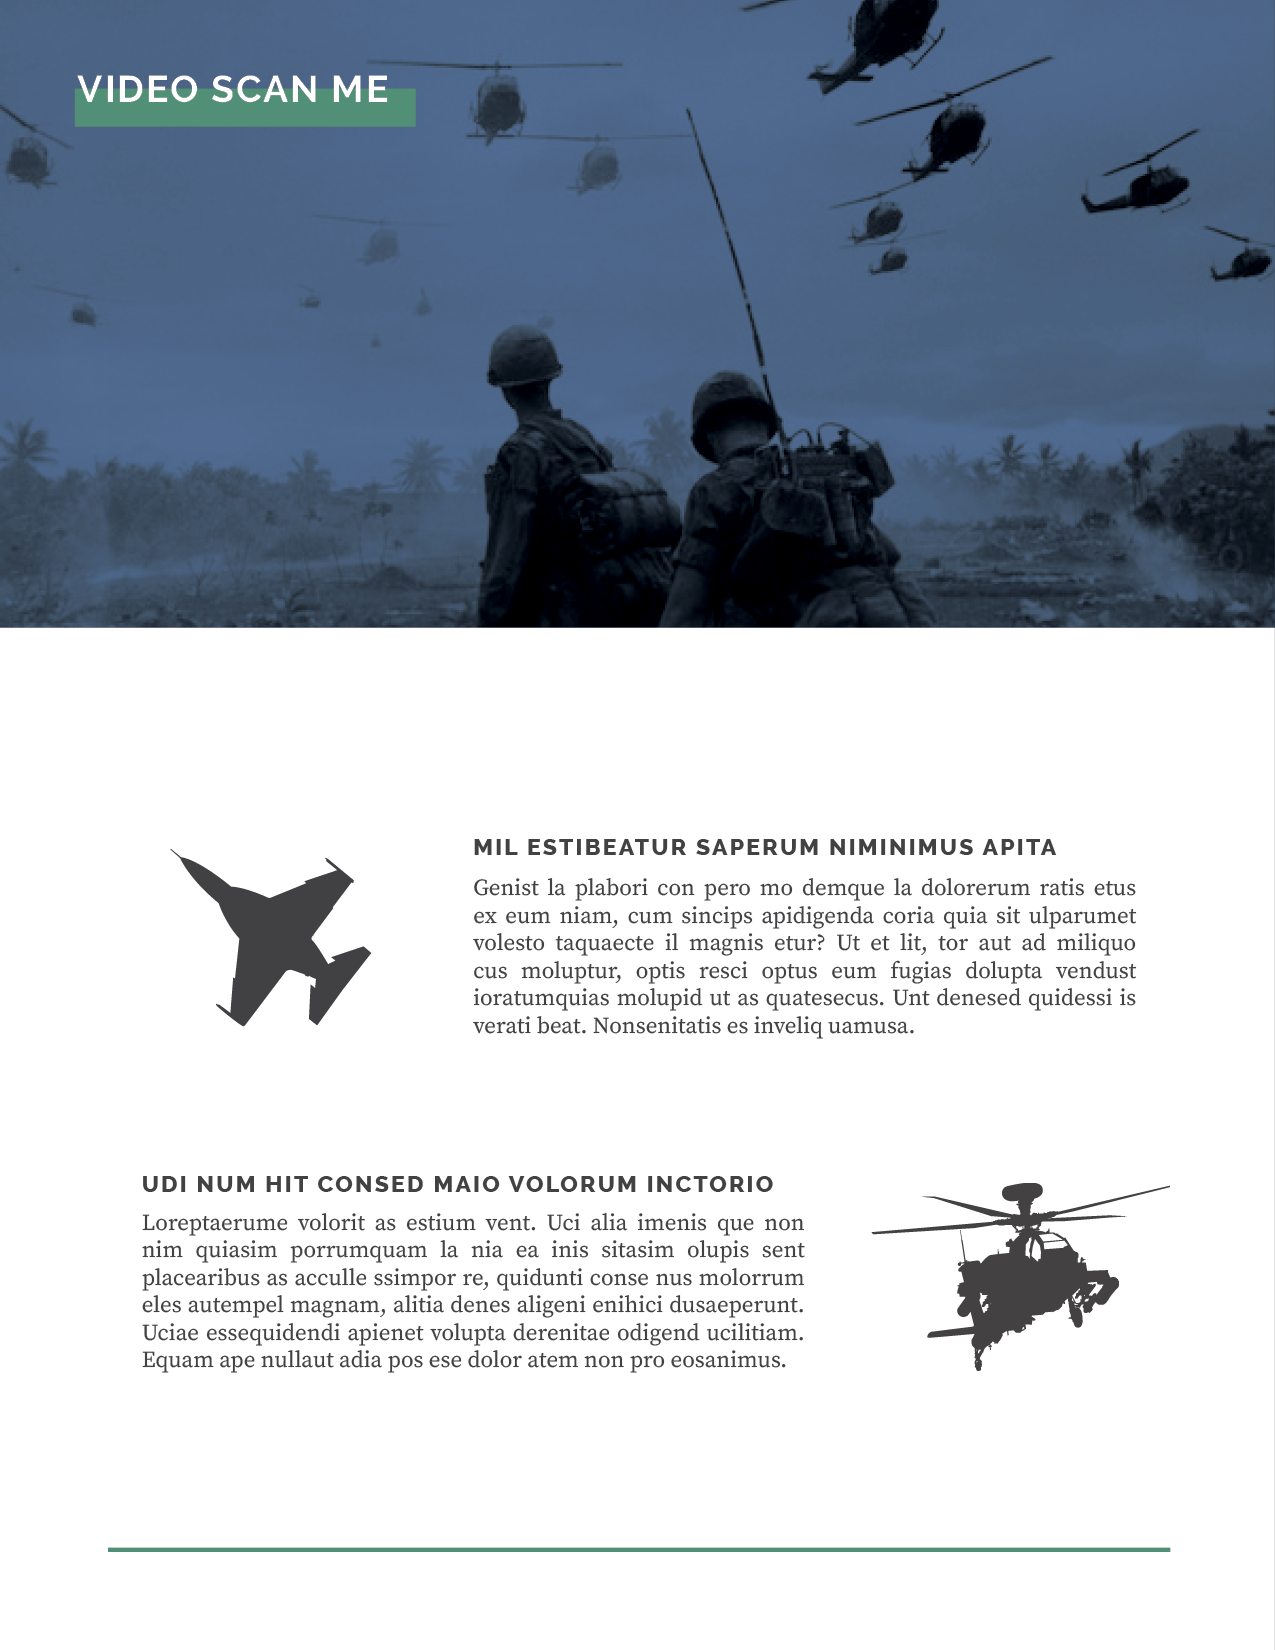 VIDEO SCAN ME
MIL ESTIBEATUR SAPERUM NIMINIMUS APITA
Genist la plabori con pero mo demque la dolorerum ratis etus
ex eum niam, cum sincips apidigenda coria quia sit ulparumet
volesto taquaecte il magnis etur? Ut et lit, tor aut ad miliquo
cus moluptur, optis resci optus eum fugias dolupta vendust
ioratumquias molupid ut as quatesecus. Unt denesed quidessi is
verati beat. Nonsenitatis es inveliq uamusa.
UDI NUM HIT CONSED MAIO VOLORUM INCTORIO
Loreptaerume volorit as estium vent. Uci alia imenis que non
nim quiasim porrumquam la nia ea inis sitasim olupis sent
placearibus as acculle ssimpor re, quidunti conse nus molorrum
eles autempel magnam, alitia denes aligeni enihici dusaeperunt.
Uciae essequidendi apienet volupta derenitae odigend ucilitiam.
Equam ape nullaut adia pos ese dolor atem non pro eosanimus.